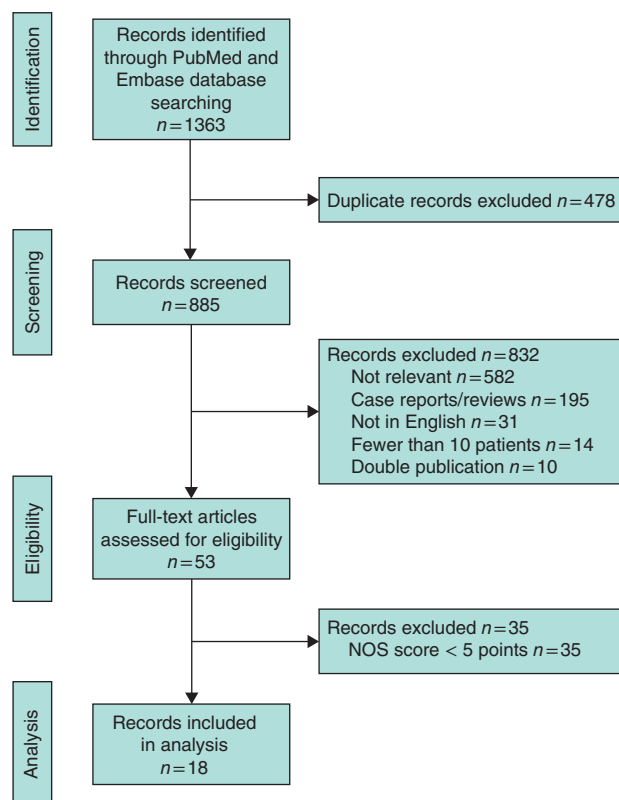 Identification
Records identified
through PubMed and
Embase database
searching
n=1363
Duplicate records excluded n=478
Screening
Records screened
n=885
Records excluded n=832
Not relevant n=582
Case reports/reviews n=195
Not in English n=31
Fewer than 10 patients n=14
Double publication n=10
Eligibility
Full-text articles
assessed for eligibility
n=53
Records excluded n=35
NOS score < 5 points n=35
Analysis
Records included
in analysis
n=18